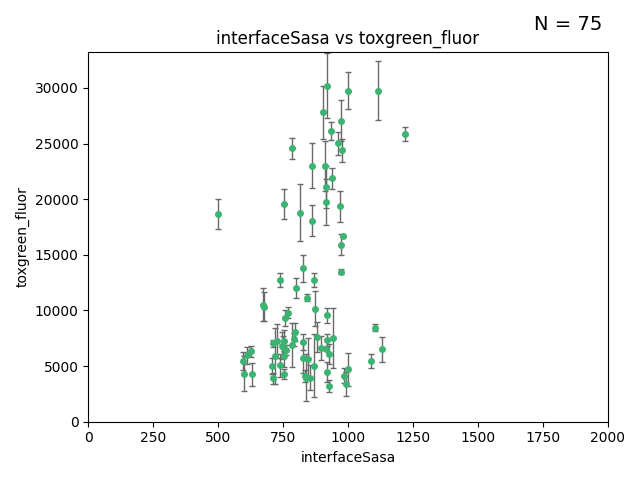 N = 75
interfaceSasa vs toxgreen_fluor
30000
25000
20000
15000
10000
5000
0
toxgreen_fluor
0 250 500 750 1000 1250 1500 1750 2000
interfaceSasa